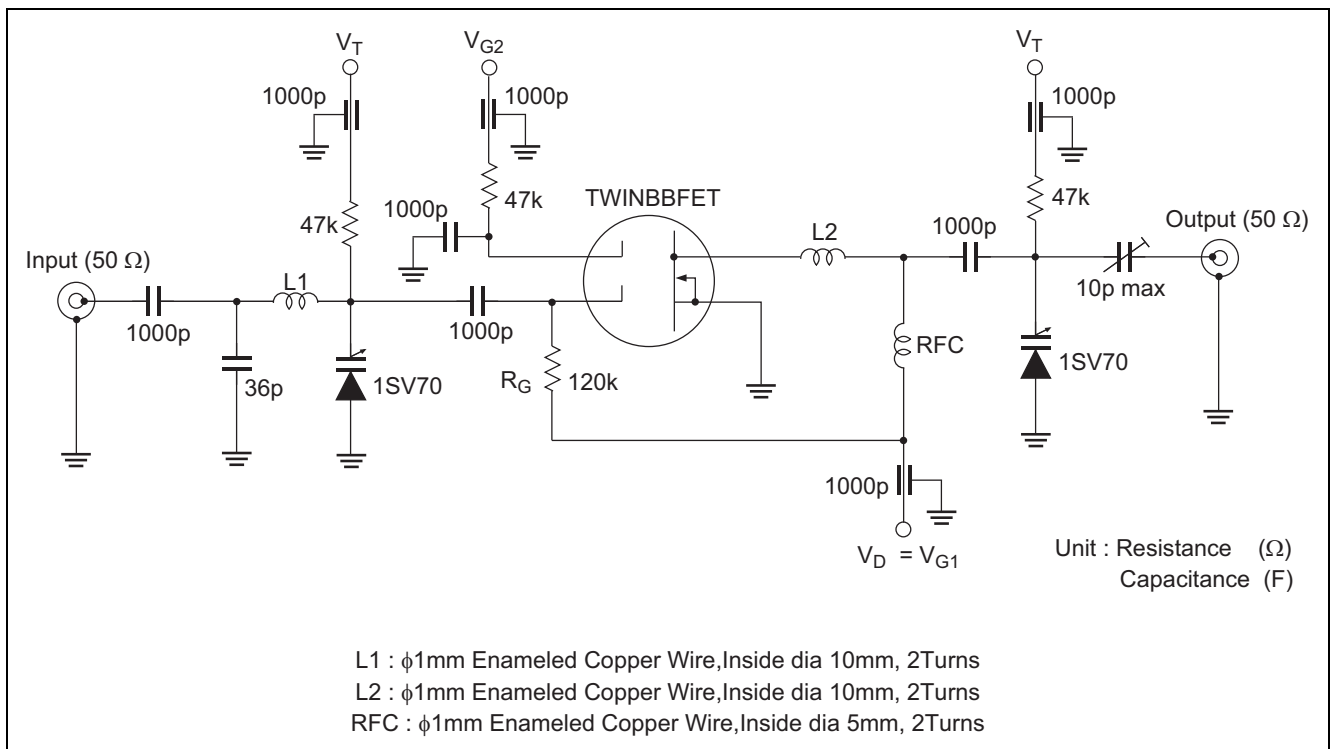 V_T
V_G2
V_T
1000p
1000p
1000p
47k
1000p
47k
TWINBBFET
47k
L2
1000p
Output (50 Ω)
Input (50 Ω)
L1
10p max
1000p
1000p
RFC
36p
1SV70
R_G
120k
1SV70
1000p
V_D = V_G1
Unit : Resistance (Ω)
Capacitance (F)
L1 : ϕ1mm Enameled Copper Wire,Inside dia 10mm, 2Turns
L2 : ϕ1mm Enameled Copper Wire,Inside dia 10mm, 2Turns
RFC : ϕ1mm Enameled Copper Wire,Inside dia 5mm, 2Turns